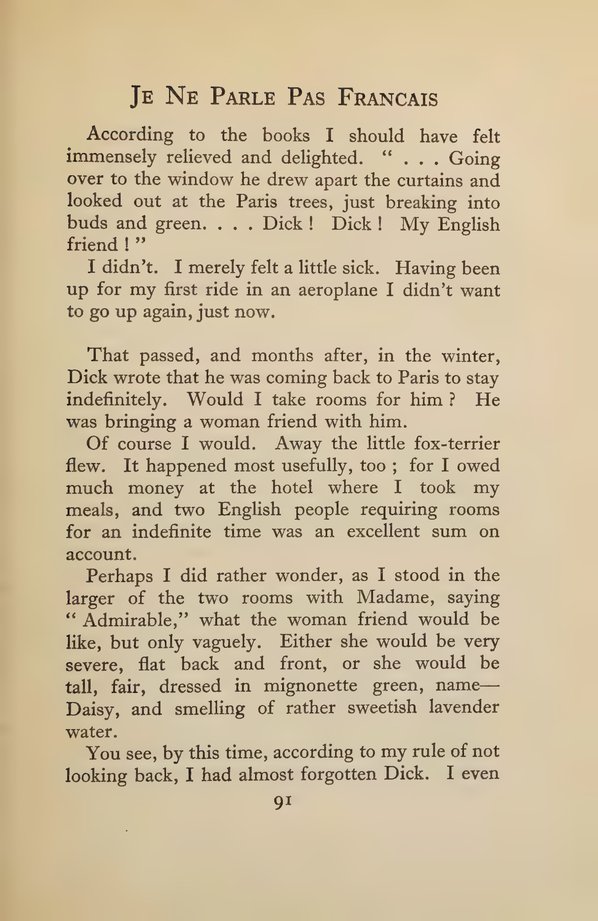 Je Ne Parle Pas Francais
According to the books I should have felt
immensely relieved and delighted. “ . . . Going
over to the window he drew apart the curtains and
looked out at the Paris trees, just breaking into
buds and green. . . . Dick ! Dick ! My English
friend ! ”
I didn’t. I merely felt a little sick. Having been
up for my first ride in an aeroplane I didn’t want
to go up again, just now.
That passed, and months after, in the winter,
Dick wrote that he was coming back to Paris to stay
indefinitely. Would I take rooms for him ? He
was bringing a woman friend with him.
Of course I would. Away the little fox-terrier
flew. It happened most usefully, too ; for I owed
much money at the hotel where I took my
meals, and two English people requiring rooms
for an indefinite time was an excellent sum on
account.
Perhaps I did rather wonder, as I stood in the
larger of the two rooms with Madame, saying
“ Admirable,” what the woman friend would be
like, but only vaguely. Either she would be very
severe, flat back and front, or she would be
tall, fair, dressed in mignonette green, name—
Daisy, and smelling of rather sweetish lavender
water.
You see, by this time, according to my rule of not
looking back, I had almost forgotten Dick. I even
91